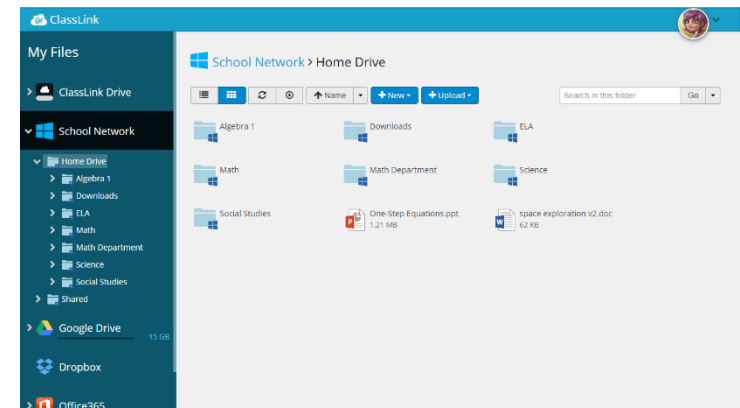 ClassLink
My Files
ClassLink Drive
School Network
Home Drive
Algebra 1
Downloads
ELA
Math
Math Department
Science
Social Studies
Shared
Google Drive
15 GB
Dropbox
Office365
School Network > Home Drive
Name
+ New
+ Upload
Search in this folder
Go
Algebra 1
Downloads
ELA
Math
Math Department
Science
Social Studies
One-Step Equations.ppt
1.21 MB
space exploration v2.doc
62 KB